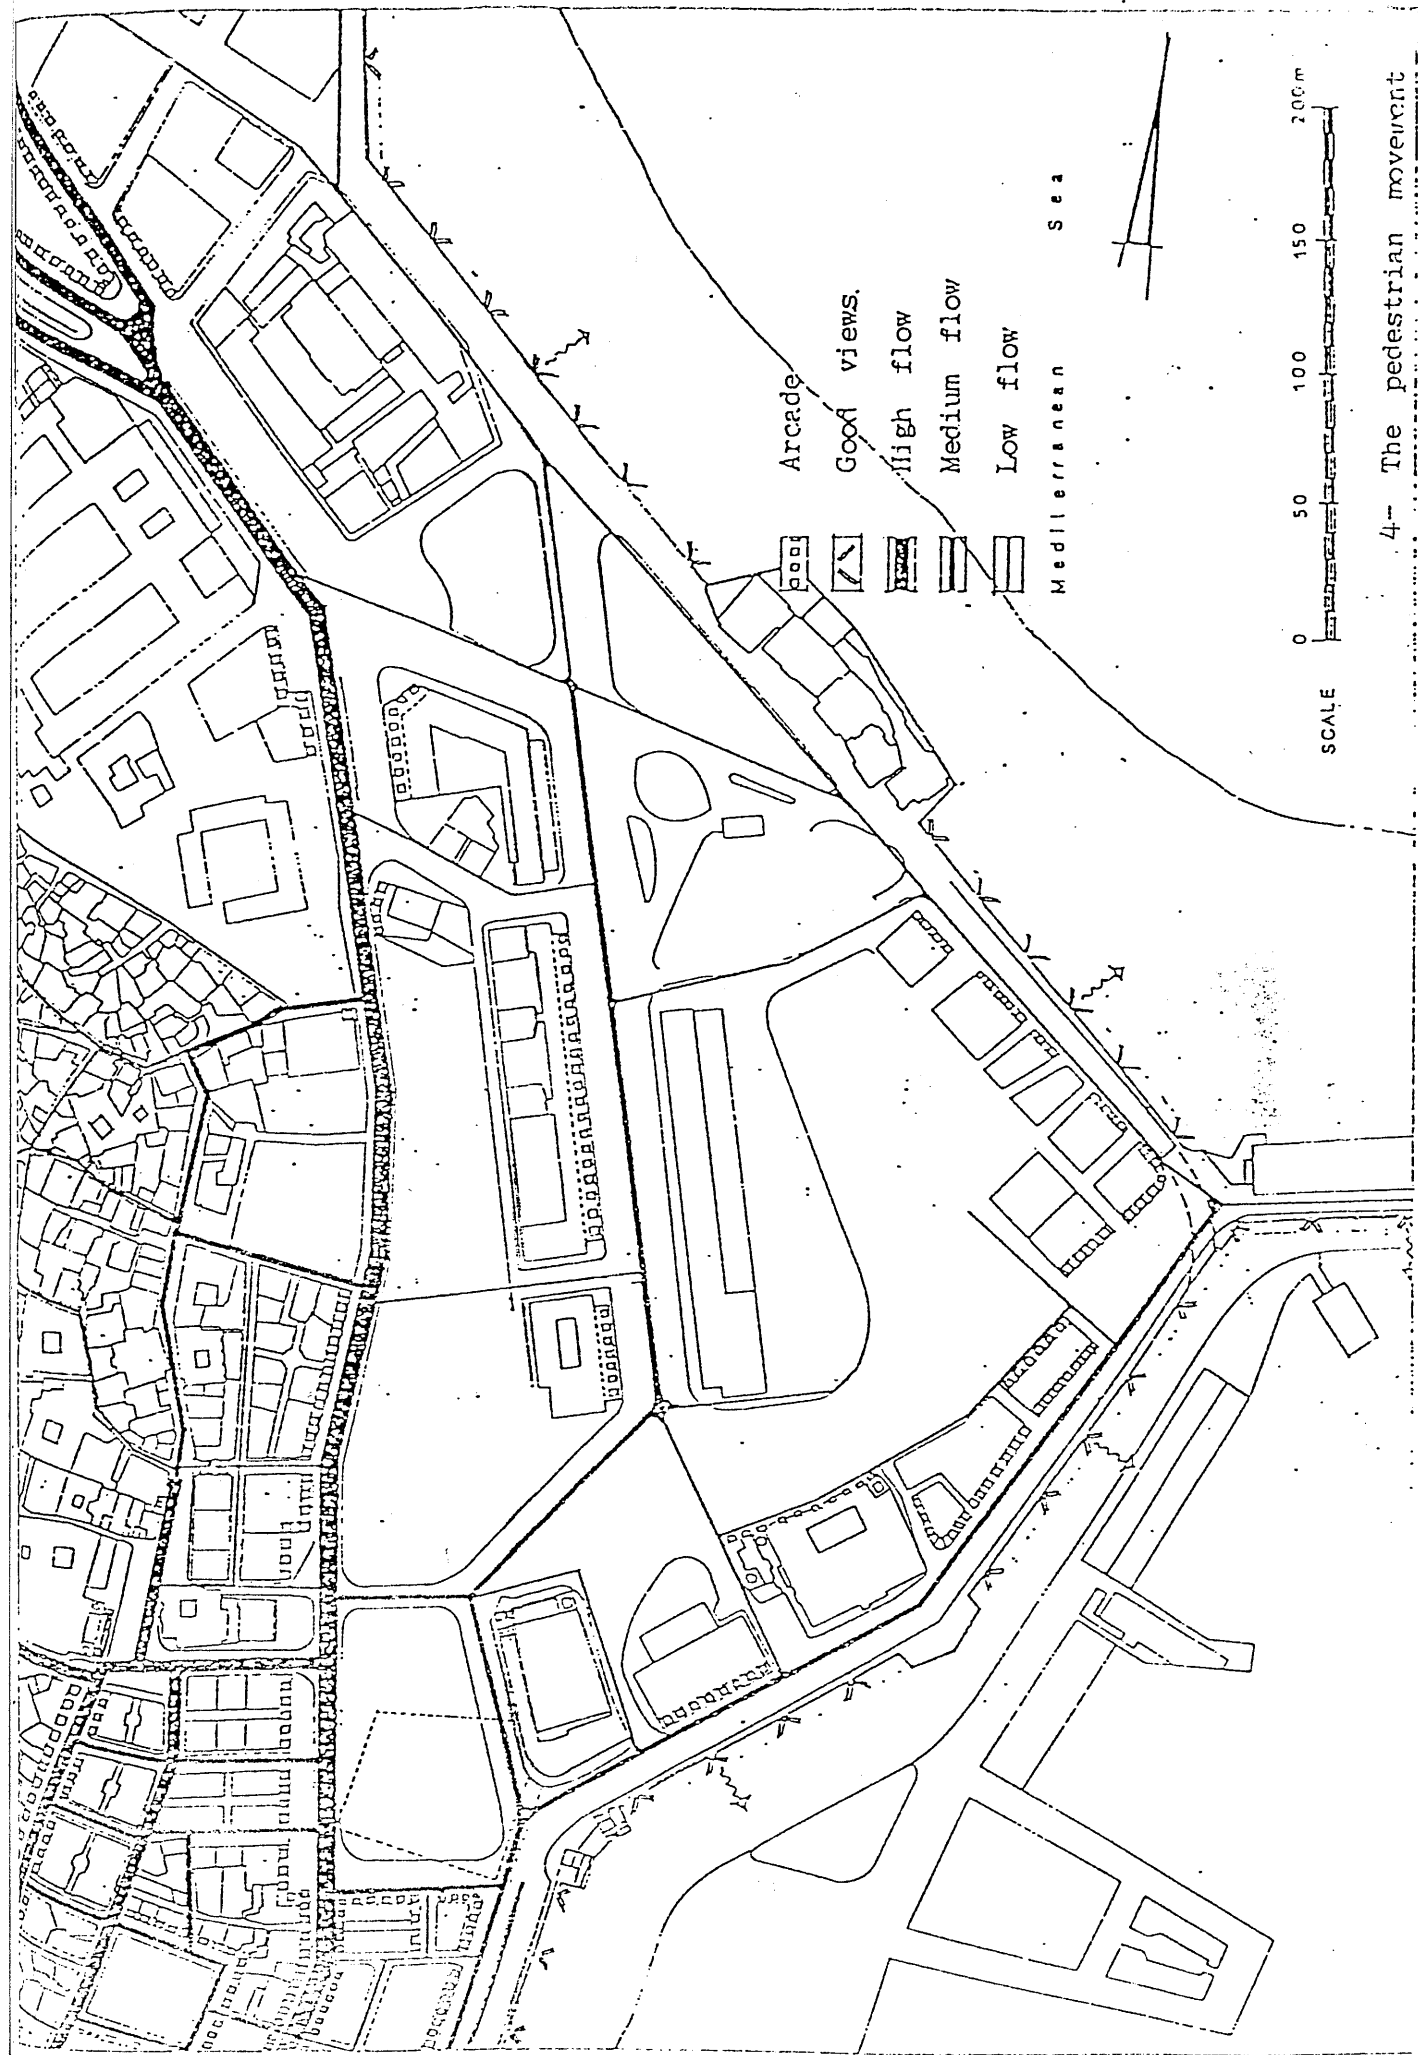 Arcade
Good views.
High flow
Medium flow
Low flow
Mediterranean Sea
SCALE 0 50 100 150 200m
4-- The pedestrian movement